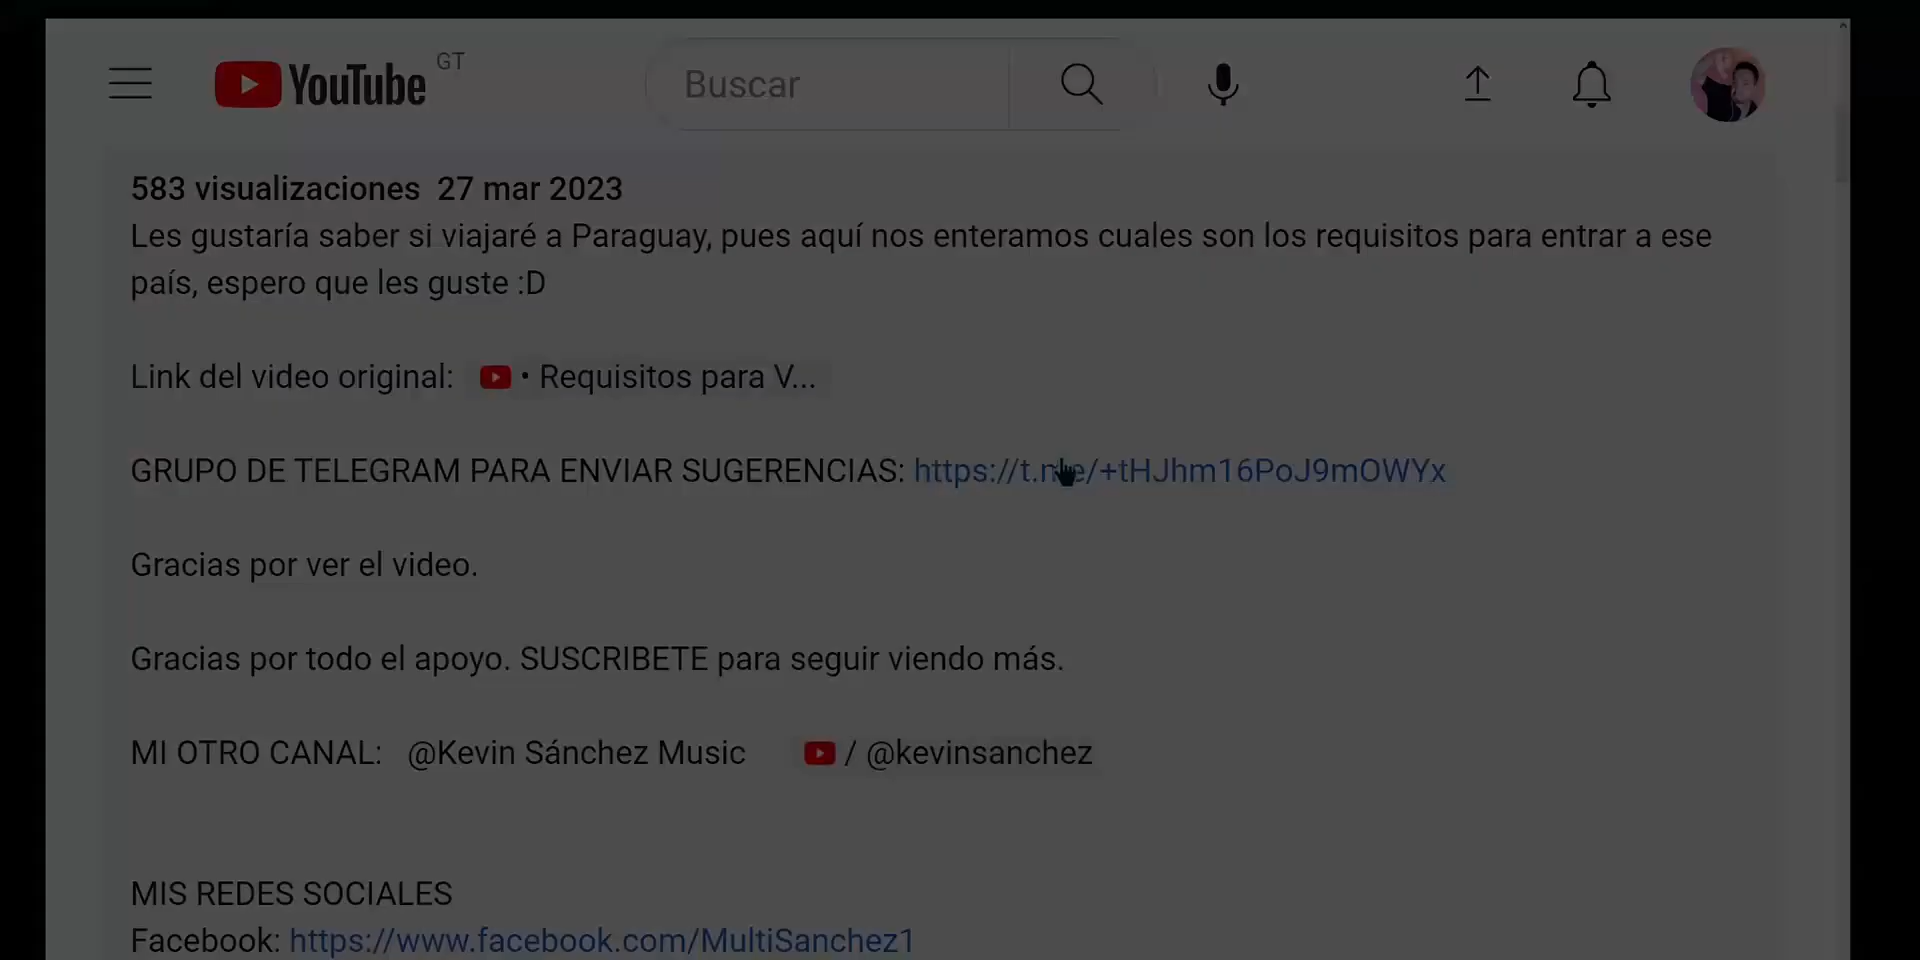 YouTube GT
Buscar
583 visualizaciones 27 mar 2023
Les gustaría saber si viajaré a Paraguay, pues aquí nos enteramos cuales son los requisitos para entrar a ese
país, espero que les guste :D
Link del video original: • Requisitos para V...
GRUPO DE TELEGRAM PARA ENVIAR SUGERENCIAS: https://t.me/+tHJhm16PoJ9mOWYx
Gracias por ver el video.
Gracias por todo el apoyo. SUSCRIBETE para seguir viendo más.
MI OTRO CANAL: @Kevin Sánchez Music / @kevinsanchez
MIS REDES SOCIALES
Facebook: https://www.facebook.com/MultiSanchez1